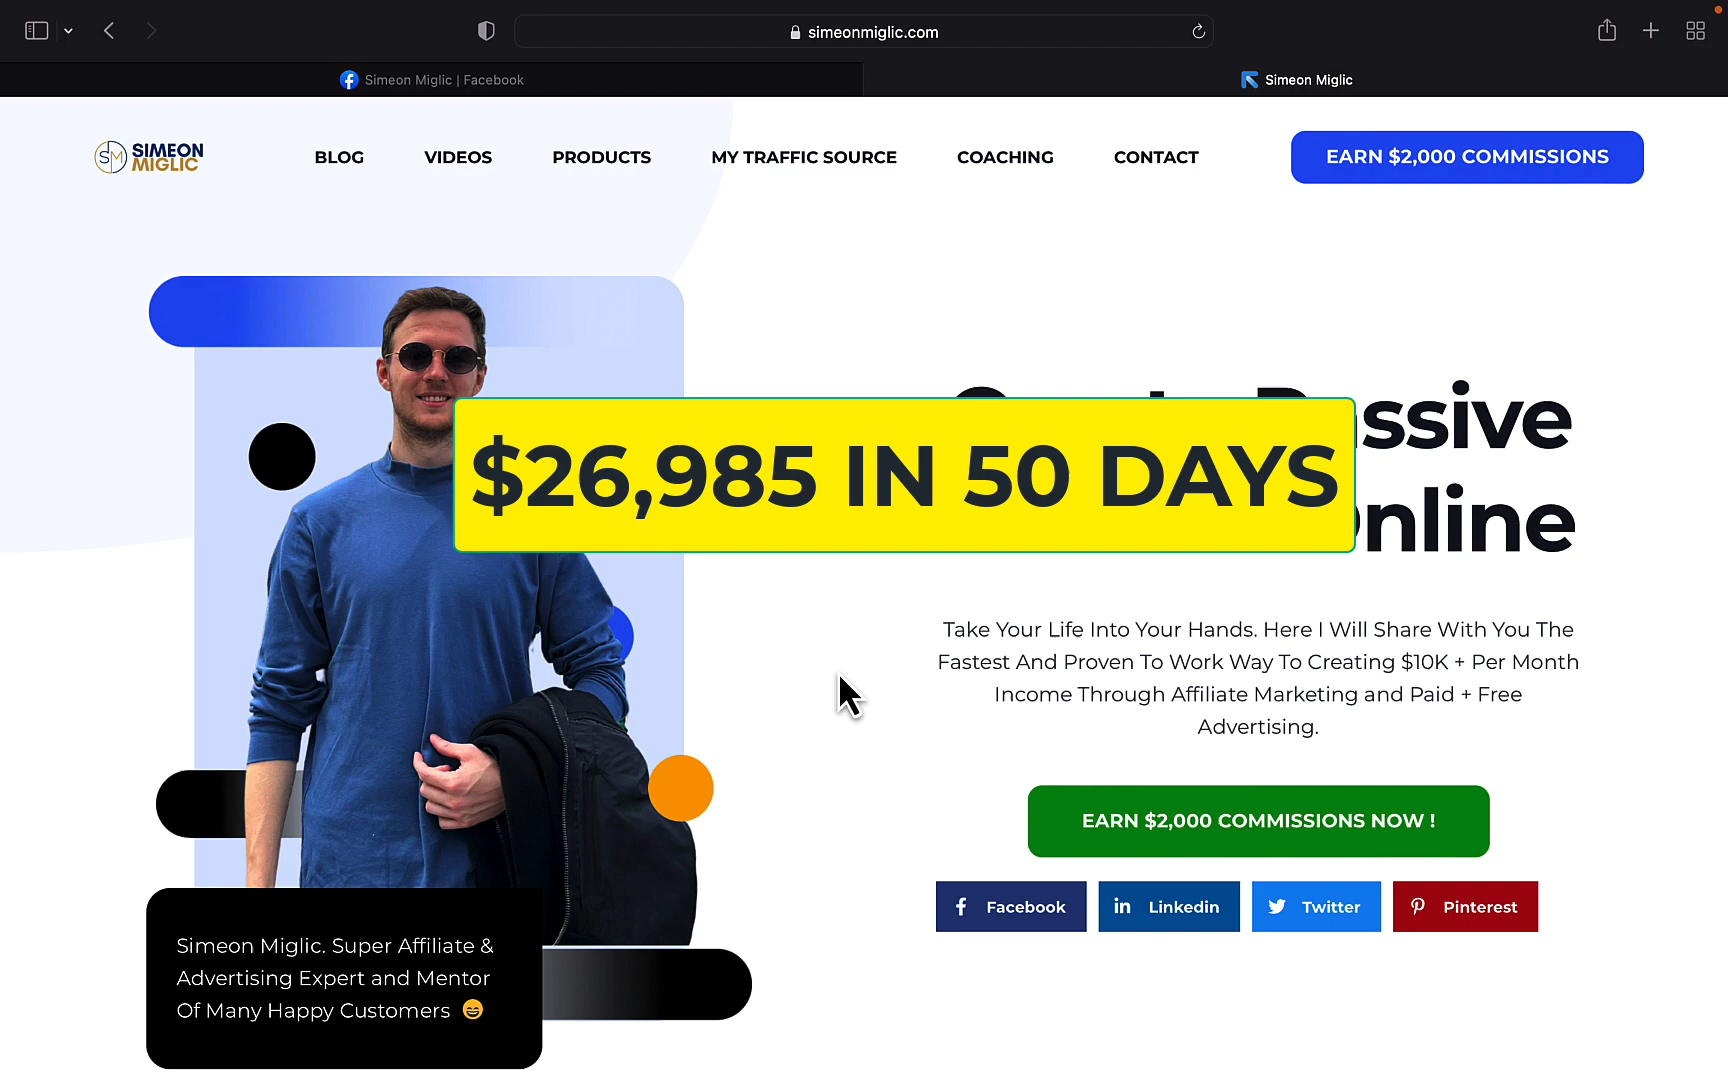 simeonmiglic.com
Simeon Miglic | Facebook
Simeon Miglic
SM SIMEON
MIGLIC
BLOG
VIDEOS
PRODUCTS
MY TRAFFIC SOURCE
COACHING
CONTACT
EARN $2,000 COMMISSIONS
$26,985 IN 50 DAYS
Take Your Life Into Your Hands. Here I Will Share With You The
Fastest And Proven To Work Way To Creating $10K + Per Month
Income Through Affiliate Marketing and Paid + Free
Advertising.
EARN $2,000 COMMISSIONS NOW !
Facebook
Linkedin
Twitter
Pinterest
Simeon Miglic. Super Affiliate &
Advertising Expert and Mentor
Of Many Happy Customers 😄